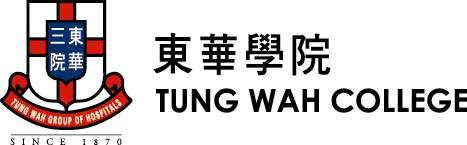 東華
三院
TUNG WAH GROUP OF HOSPITALS
SINCE 1870
東華學院
TUNG WAH COLLEGE